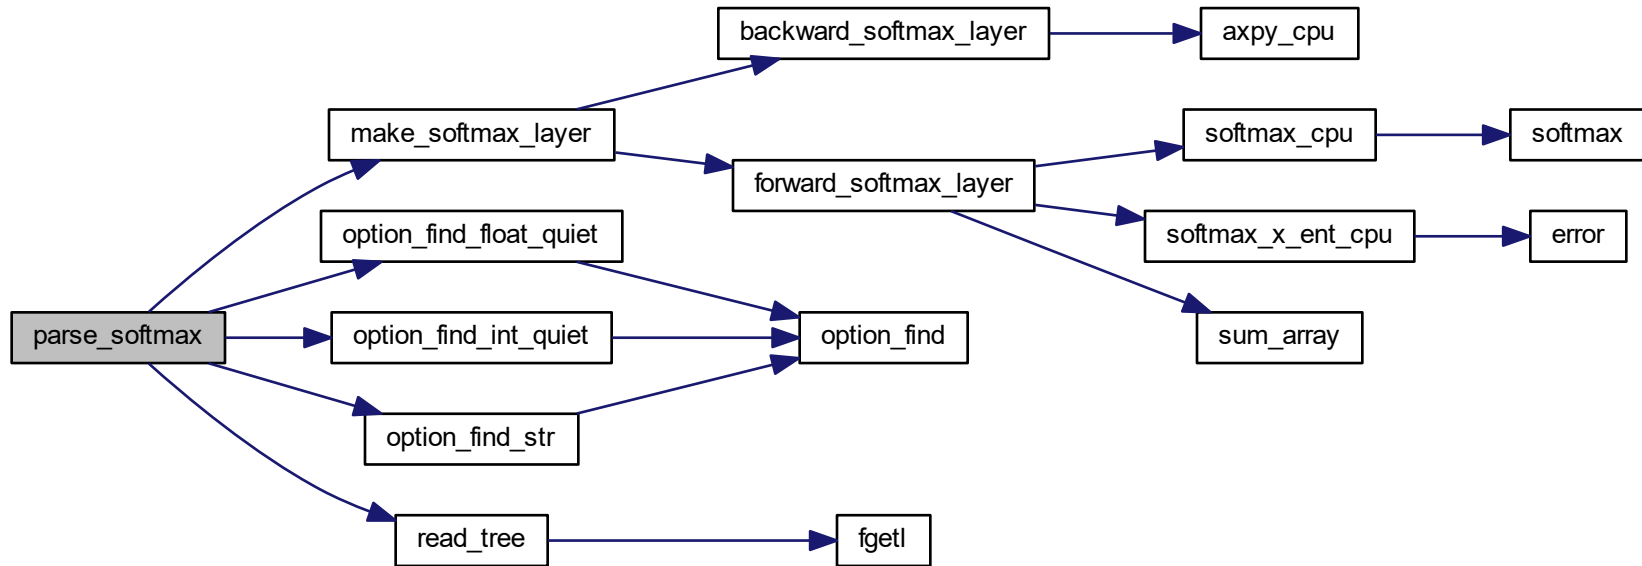 backward_softmax_layer
axpy_cpu
make_softmax_layer
softmax_cpu
softmax
forward_softmax_layer
option_find_float_quiet
softmax_x_ent_cpu
error
parse_softmax
option_find_int_quiet
option_find
sum_array
option_find_str
read_tree
fgetl